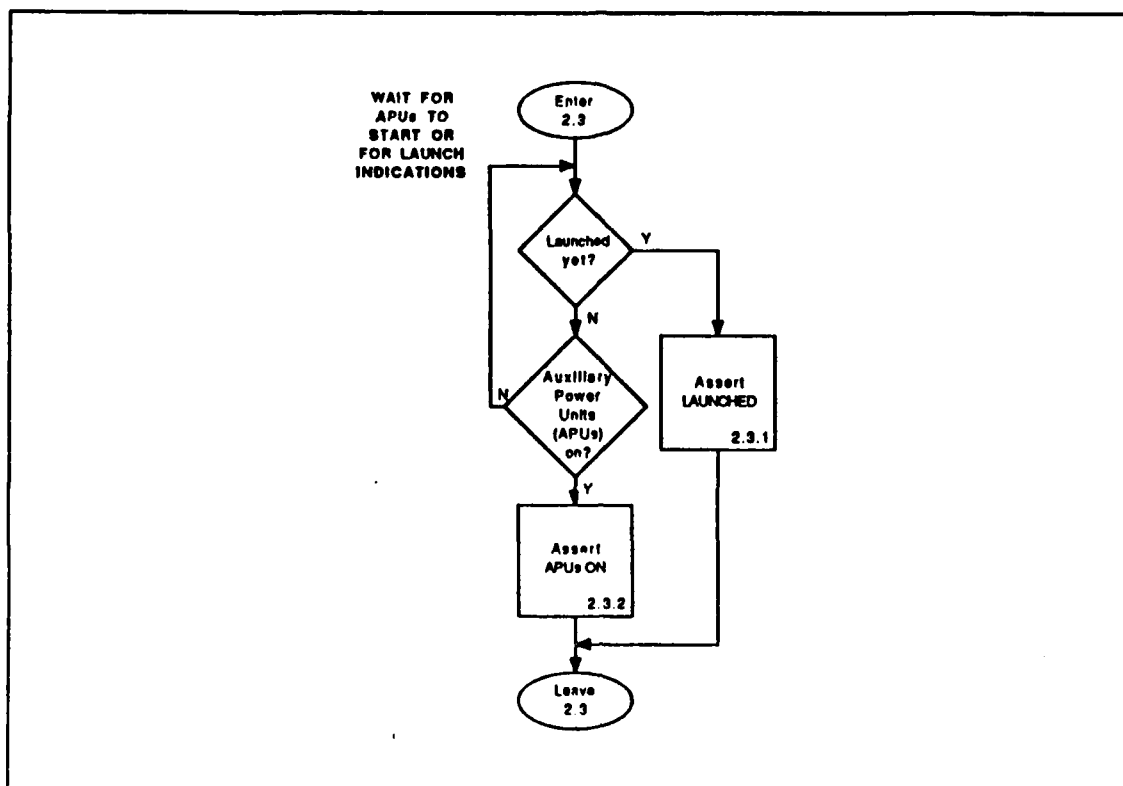 WAIT FOR
APUs TO
START OR
FOR LAUNCH
INDICATIONS
Enter
2.3
Launched
yet?
Y
N
Auxiliary
Power
Units
(APUs)
on?
N
Y
Assert
LAUNCHED
2.3.1
Assert
APUs ON
2.3.2
Leave
2.3